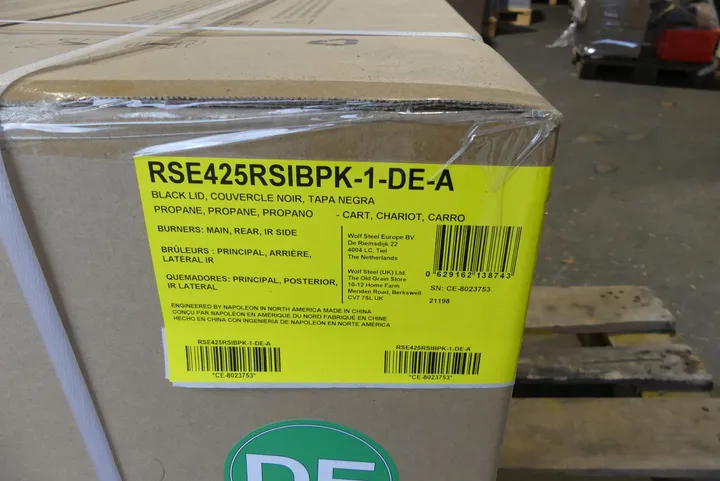 RSE425RSIBPK-1-DE-A
BLACK LID, COUVERCLE NOIR, TAPA NEGRA
PROPANE, PROPANE, PROPANO - CART, CHARIOT, CARRO
BURNERS: MAIN, REAR, IR SIDE
BRÛLEURS : PRINCIPAL, ARRIÈRE,
LATÉRAL IR
QUEMADORES: PRINCIPAL, POSTERIOR,
IR LATERAL
Wolf Steel Europe BV
De Riemsdijk 22
4004 LC, Tiel
The Netherlands
Wolf Steel (UK) Ltd.
The Old Grain Store
10-12 Home Farm
Meriden Road, Berkswell
CV7 7SL UK
0 629162 138743
SN: CE-8023753
21198
ENGINEERED BY NAPOLEON IN NORTH AMERICA MADE IN CHINA
CONÇU PAR NAPOLÉON EN AMÉRIQUE DU NORD FABRIQUÉ EN CHINE
HECHO EN CHINA CON INGENIERIA DE NAPOLEON EN NORTE AMÉRICA
RSE425RSIBPK-1-DE-A
*CE-8023753*
RSE425RSIBPK-1-DE-A
*CE-8023753*
DE